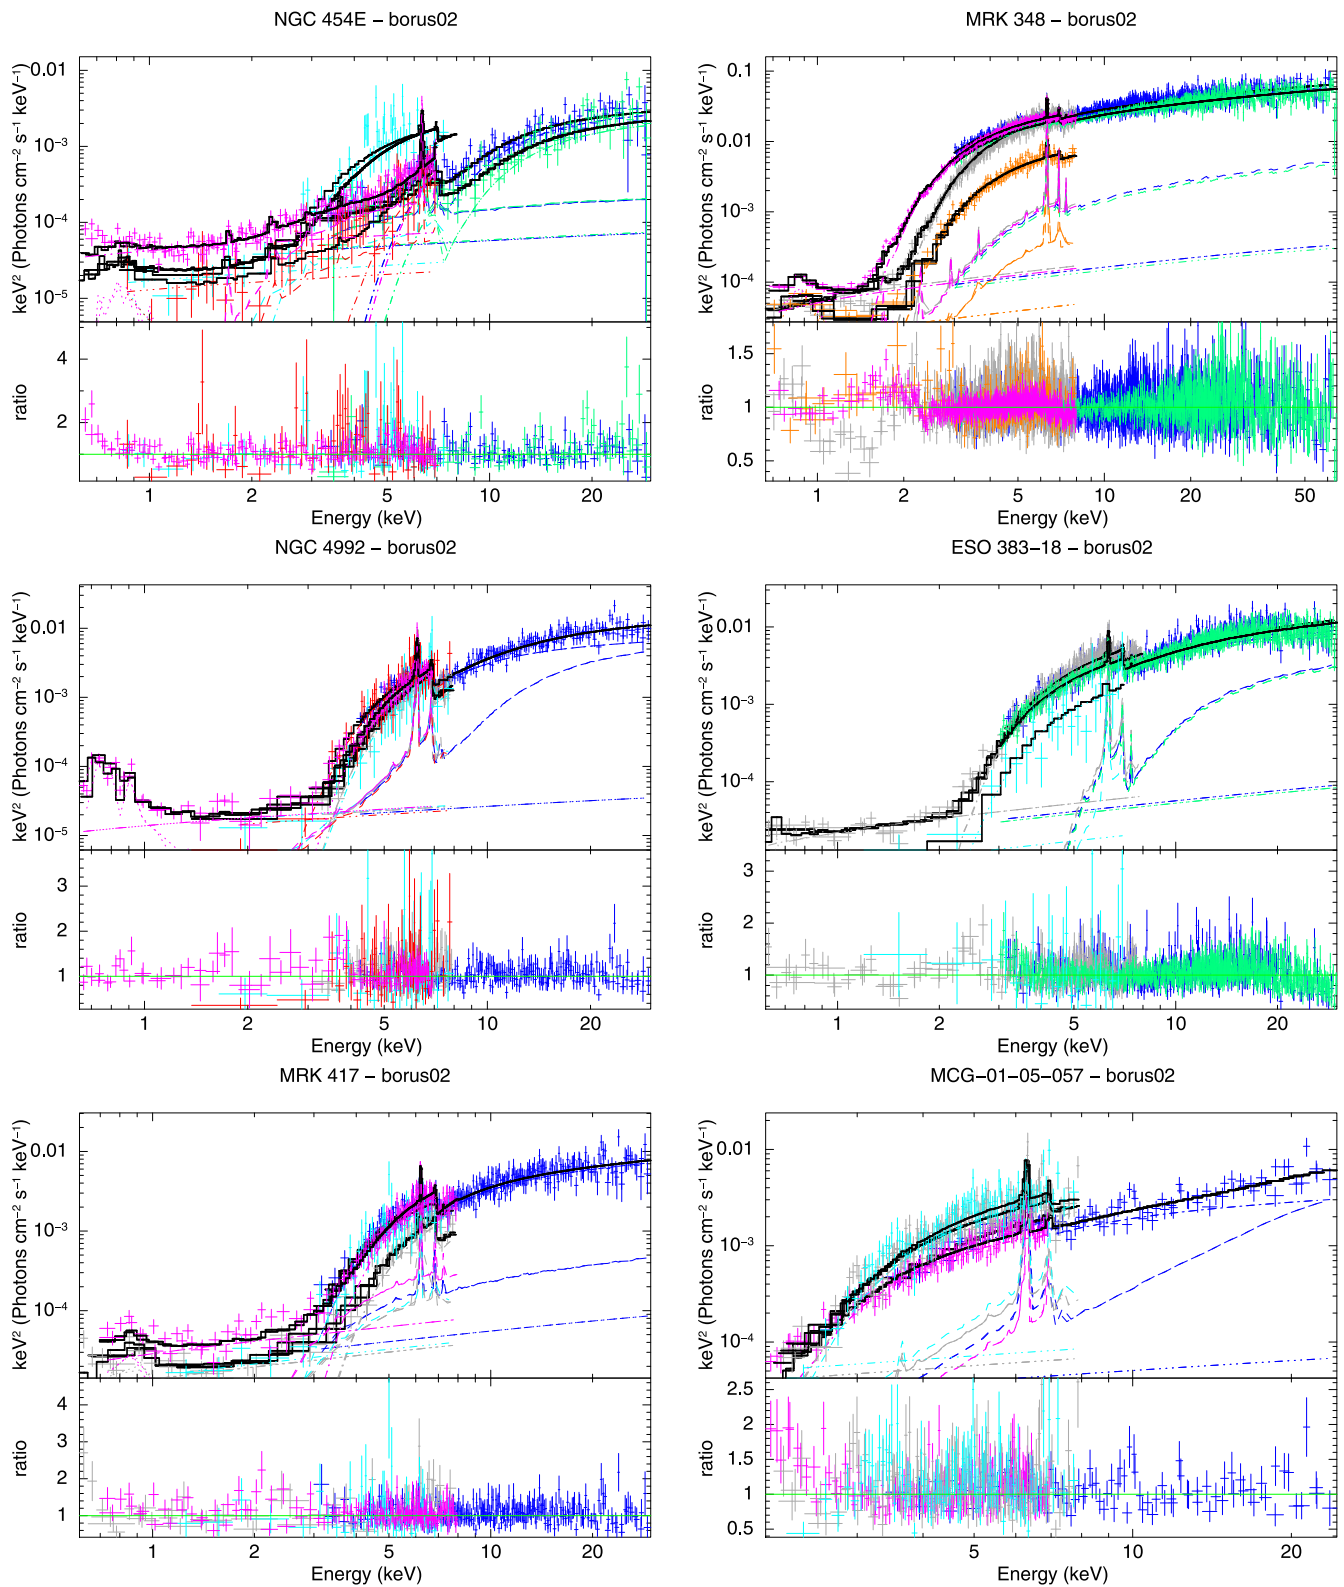 NGC 454E − borus02
keV² (Photons cm⁻² s⁻¹ keV⁻¹)
0.01
10⁻³
10⁻⁴
10⁻⁵
ratio
4
2
1 2 5 10 20
Energy (keV)
MRK 348 − borus02
keV² (Photons cm⁻² s⁻¹ keV⁻¹)
0.1
0.01
10⁻³
10⁻⁴
ratio
1.5
1
0.5
1 2 5 10 20 50
Energy (keV)
NGC 4992 − borus02
keV² (Photons cm⁻² s⁻¹ keV⁻¹)
0.01
10⁻³
10⁻⁴
10⁻⁵
ratio
3
2
1
1 2 5 10 20
Energy (keV)
ESO 383−18 − borus02
keV² (Photons cm⁻² s⁻¹ keV⁻¹)
0.01
10⁻³
10⁻⁴
ratio
3
2
1
1 2 5 10 20
Energy (keV)
MRK 417 − borus02
keV² (Photons cm⁻² s⁻¹ keV⁻¹)
0.01
10⁻³
10⁻⁴
ratio
4
3
2
1
1 2 5 10 20
Energy (keV)
MCG−01−05−057 − borus02
keV² (Photons cm⁻² s⁻¹ keV⁻¹)
0.01
10⁻³
10⁻⁴
ratio
2.5
2
1.5
1
0.5
5 10 20
Energy (keV)